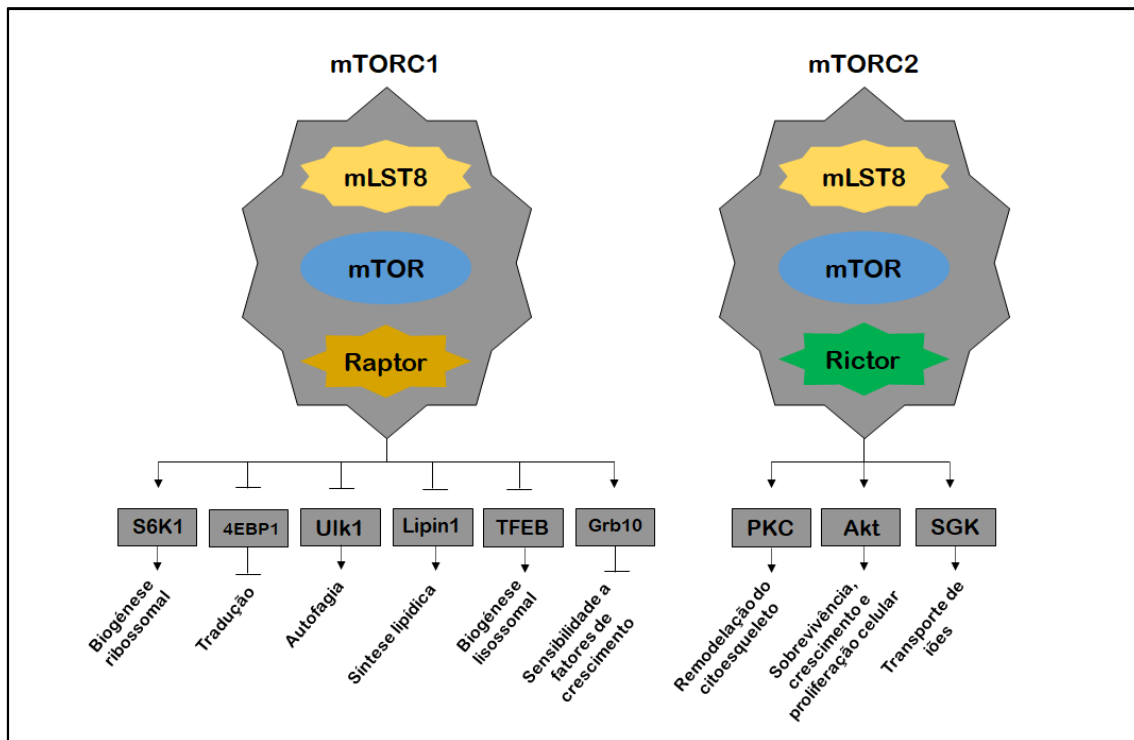 mTORC1
mLST8
mTOR
Raptor
S6K1
4EBP1
Ulk1
Lipin1
TFEB
Grb10
Biogénese
ribossomal
Tradução
Autofagia
Síntese lipídica
Biogénese
lisossomal
Sensibilidade a
fatores de
crescimento
mTORC2
mLST8
mTOR
Rictor
PKC
Akt
SGK
Remodelação do
citoesqueleto
Sobrevivência,
crescimento e
proliferação celular
Transporte de
iões